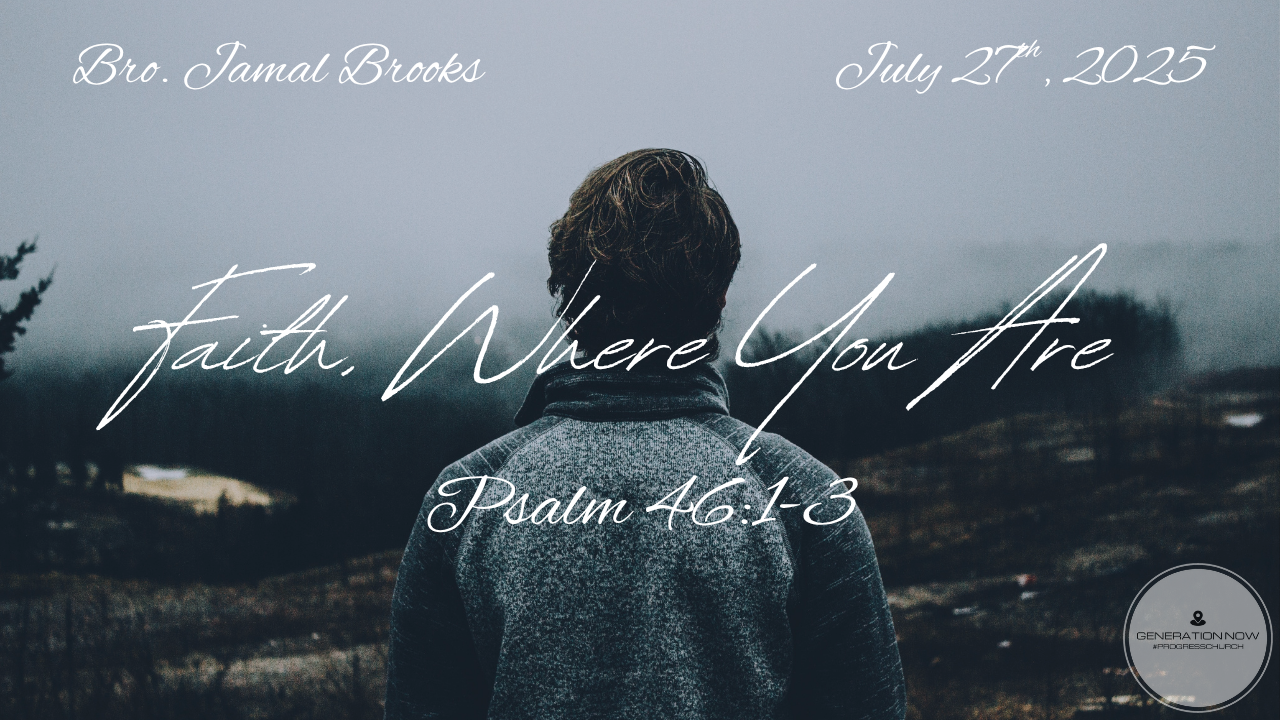 Bro. Jamal Brooks
July 27th, 2025
Faith, Where You Are
Psalm 46:1-3
GENERATION NOW
#PROGRESSCHURCH